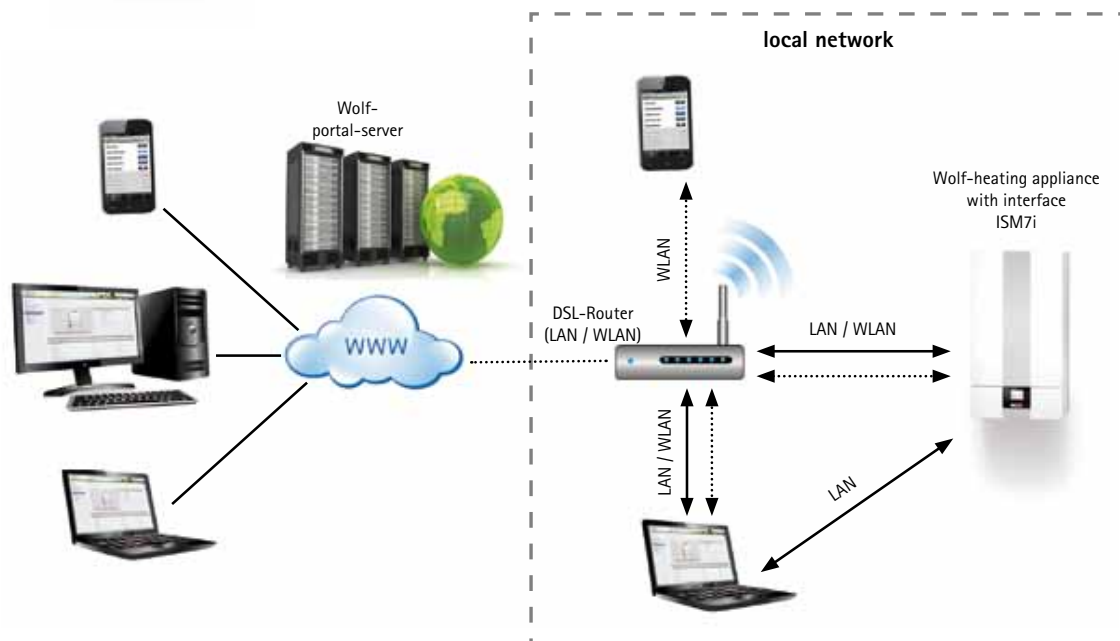 local network
Wolf-
portal-server
Wolf-heating appliance
with interface
ISM7i
WLAN
DSL-Router
(LAN / WLAN)
WWW
LAN / WLAN
LAN / WLAN
LAN